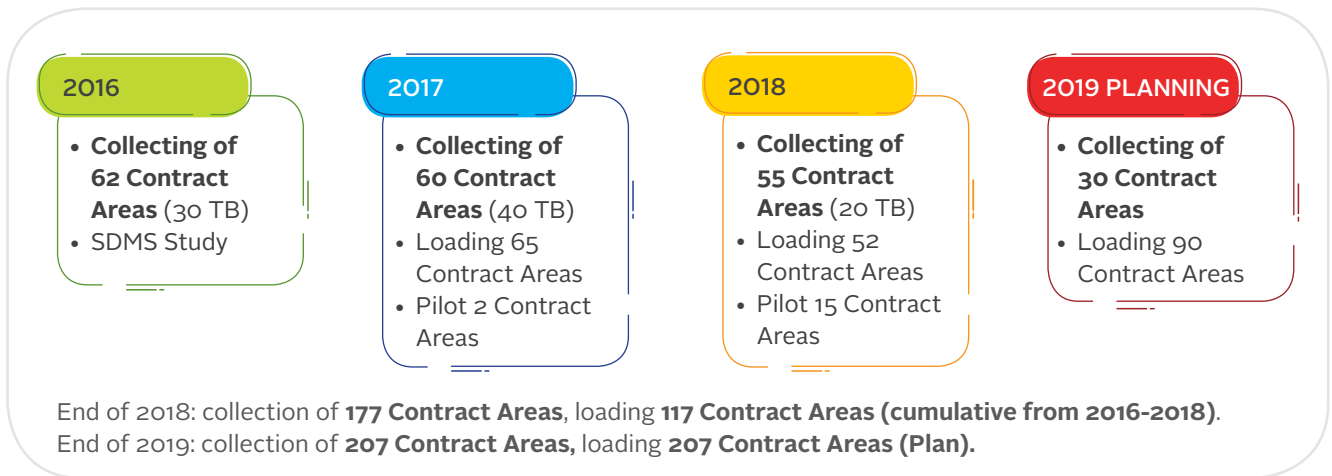 2016
• Collecting of
62 Contract
Areas (30 TB)
• SDMS Study
2017
• Collecting of
60 Contract
Areas (40 TB)
• Loading 65
Contract Areas
• Pilot 2 Contract
Areas
2018
• Collecting of
55 Contract
Areas (20 TB)
• Loading 52
Contract Areas
• Pilot 15 Contract
Areas
2019 PLANNING
• Collecting of
30 Contract
Areas
• Loading 90
Contract Areas
End of 2018: collection of 177 Contract Areas, loading 117 Contract Areas (cumulative from 2016-2018).
End of 2019: collection of 207 Contract Areas, loading 207 Contract Areas (Plan).